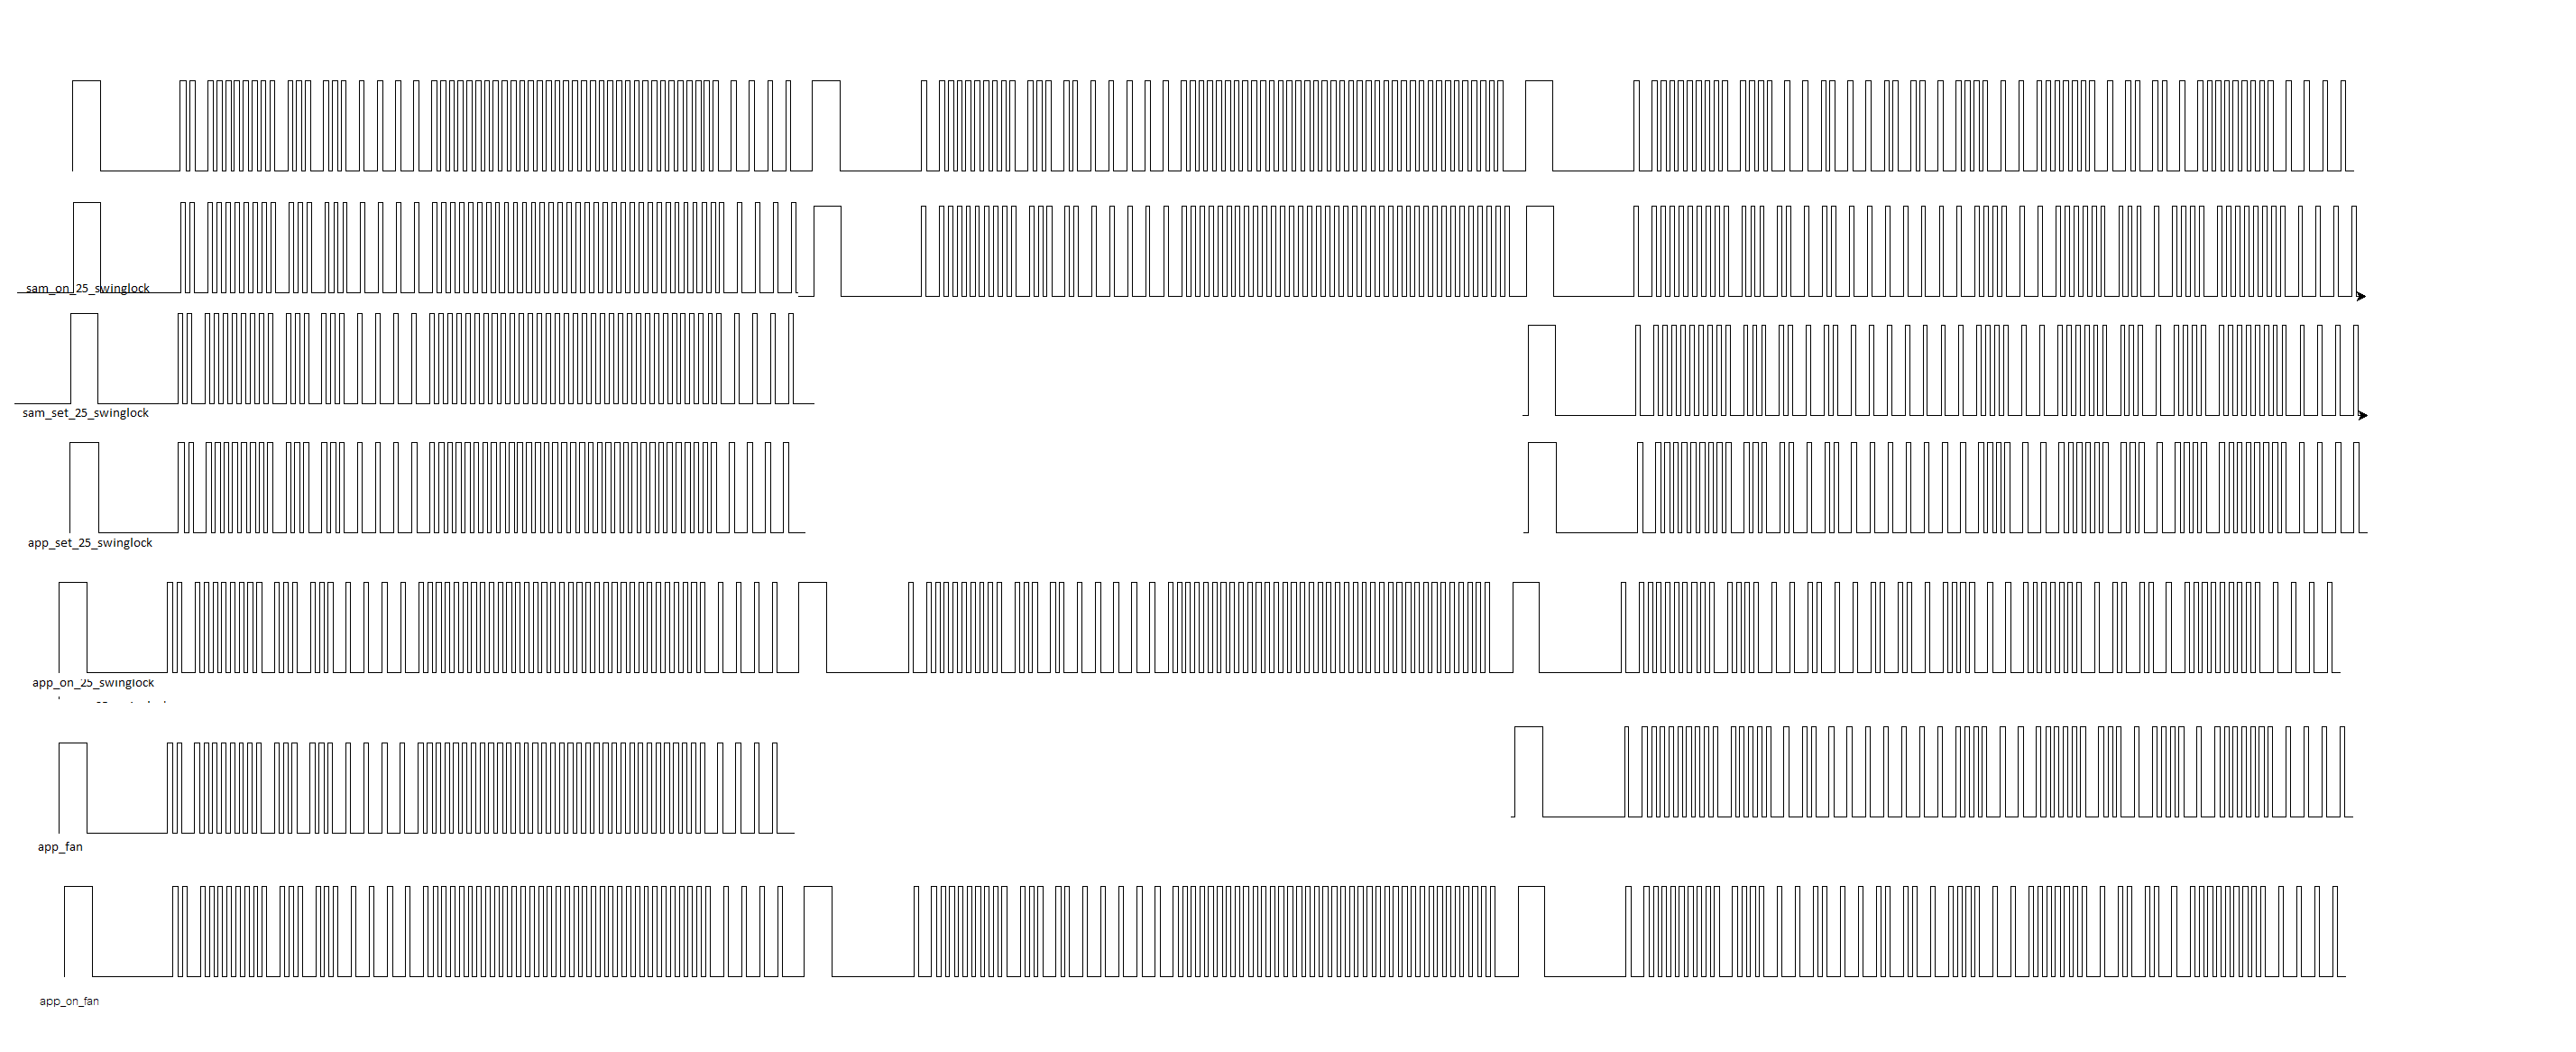 sam_on_25_swinglock
sam_set_25_swinglock
app_set_25_swinglock
app_on_25_swinglock
app_fan
app_on_fan